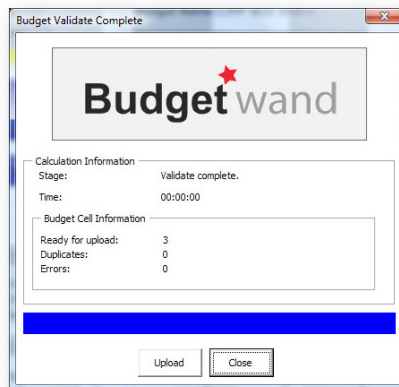 Budget Validate Complete
Budget wand
Calculation Information
Stage: Validate complete.
Time: 00:00:00
Budget Cell Information
Ready for upload: 3
Duplicates: 0
Errors: 0
Upload Close